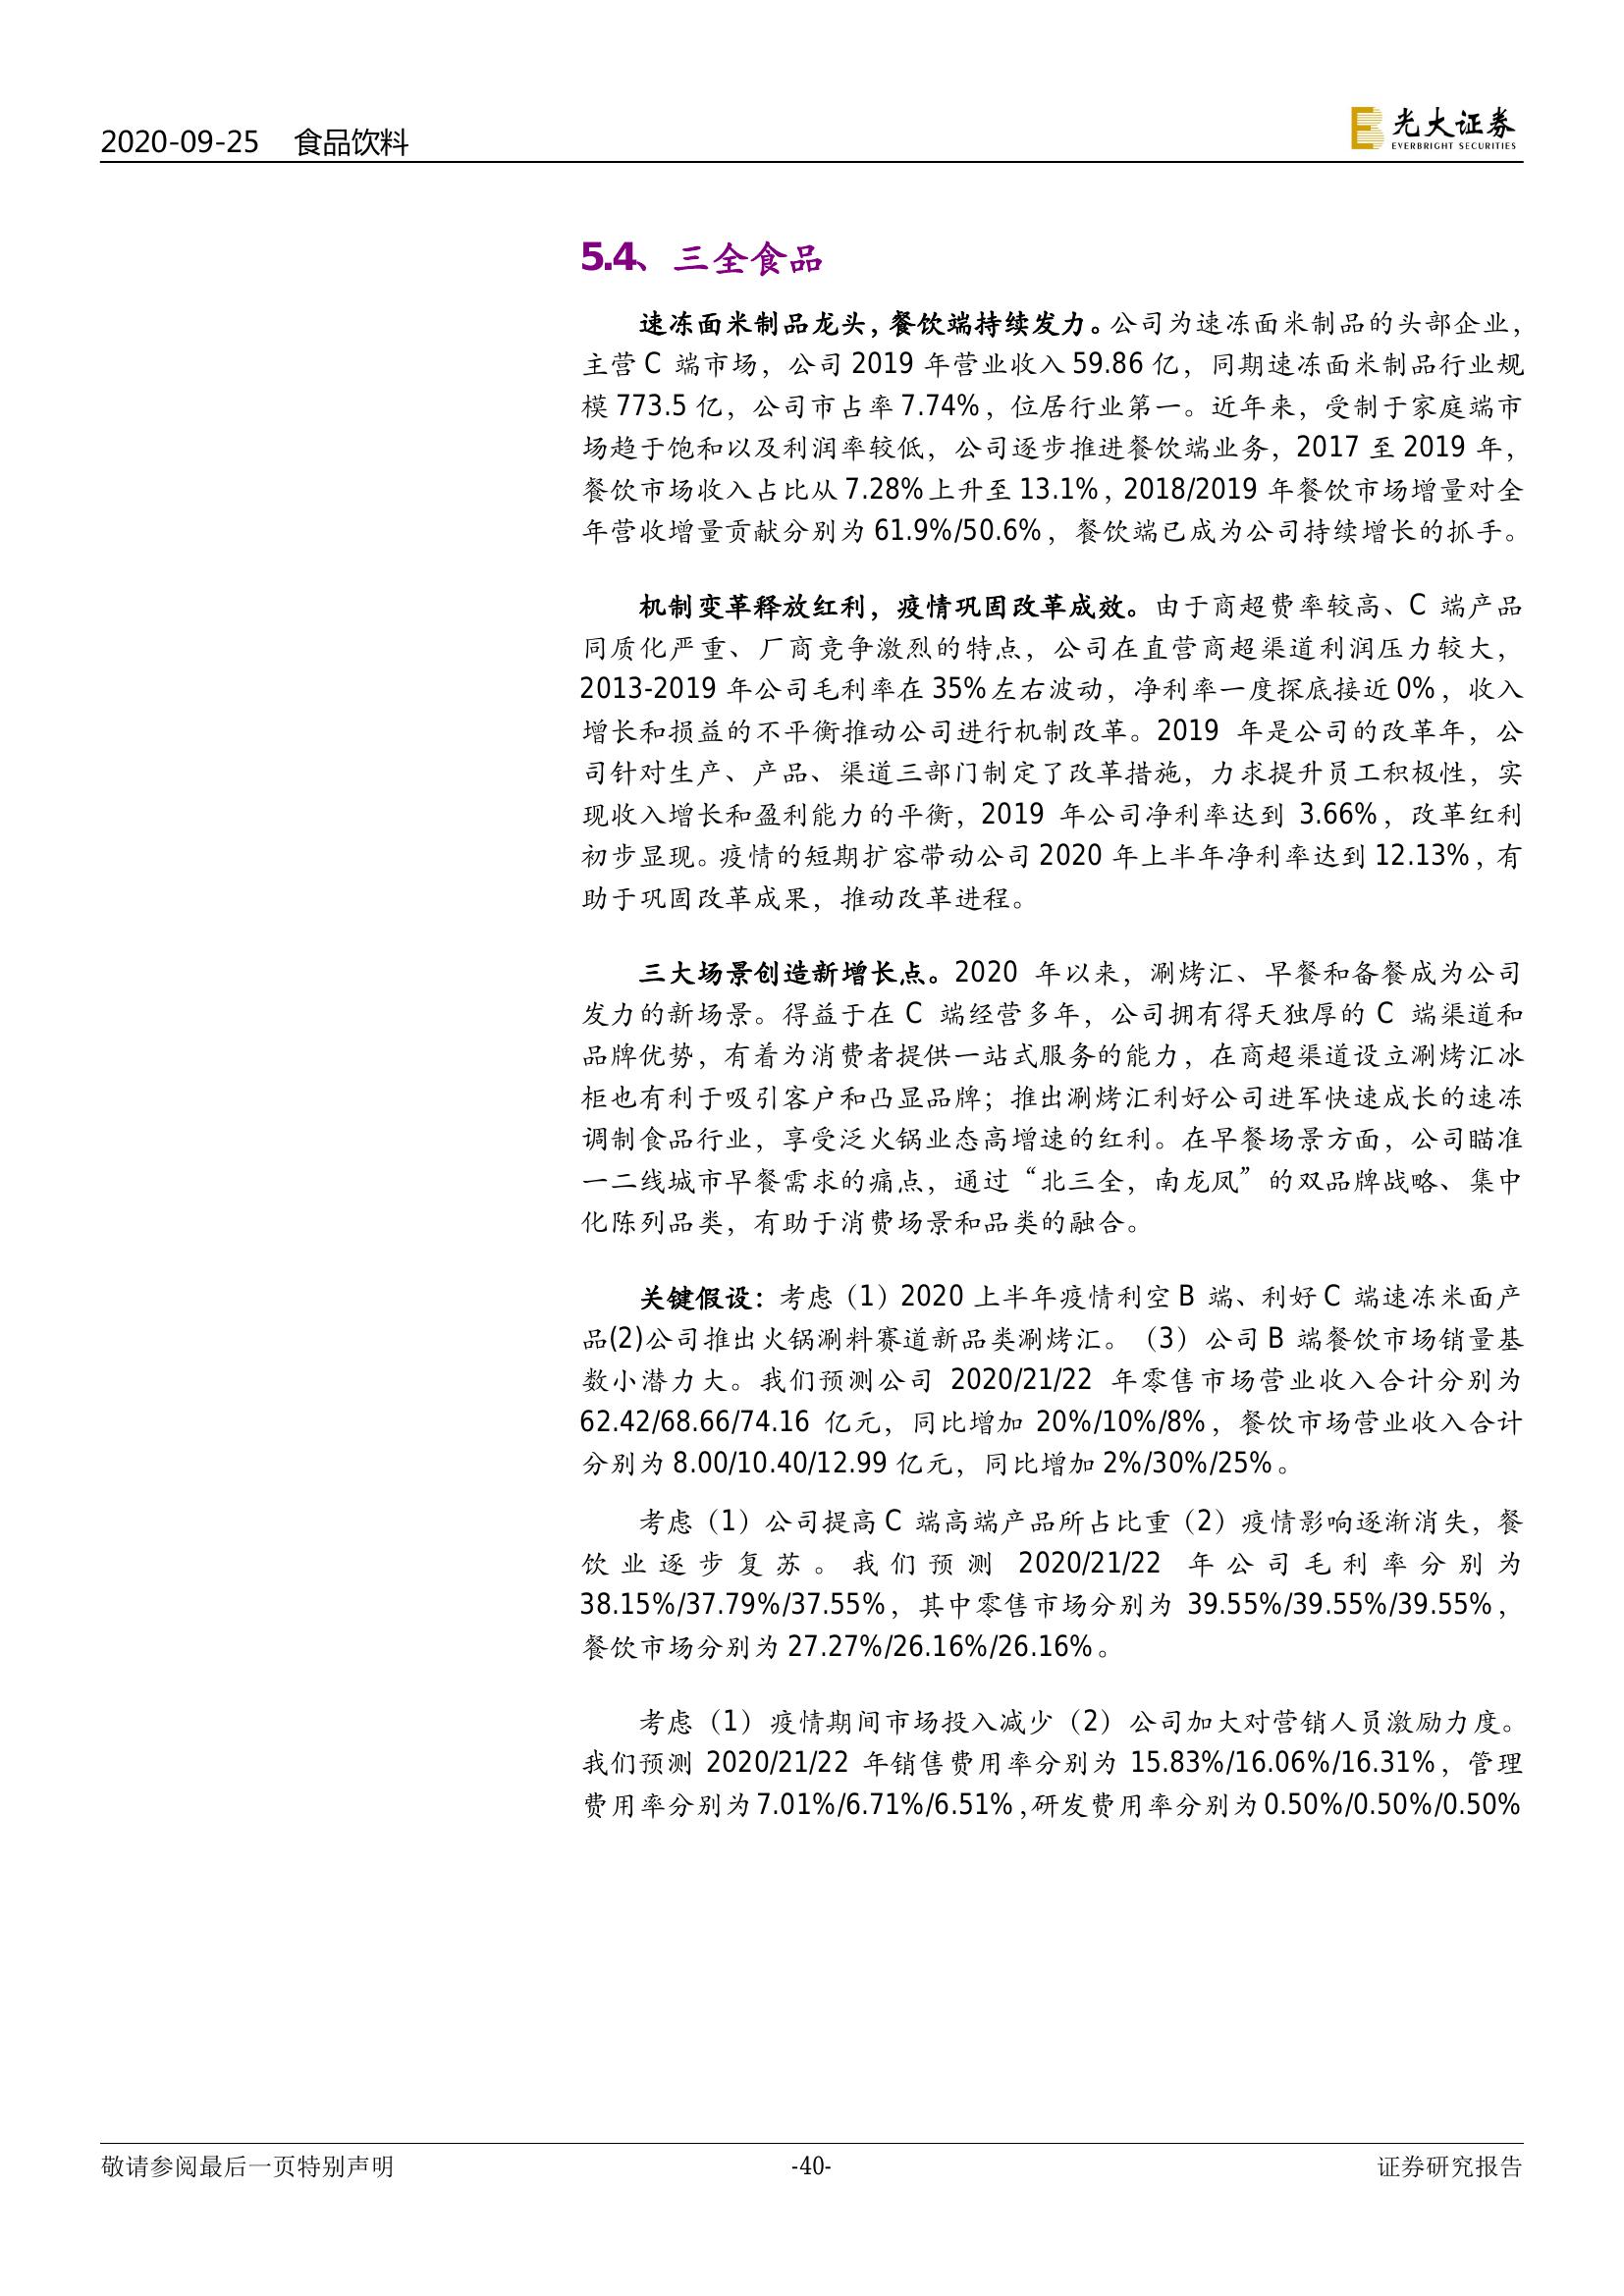 2020-09-25 食品饮料
光大证券
EVERBRIGHT SECURITIES
5.4、三全食品
速冻面米制品龙头，餐饮端持续发力。公司为速冻面米制品的头部企业，
主营 C 端市场，公司 2019 年营业收入 59.86 亿，同期速冻面米制品行业规
模 773.5 亿，公司市占率 7.74%，位居行业第一。近年来，受制于家庭端市
场趋于饱和以及利润率较低，公司逐步推进餐饮端业务，2017 至 2019 年，
餐饮市场收入占比从 7.28%上升至 13.1%，2018/2019 年餐饮市场增量对全
年营收增量贡献分别为 61.9%/50.6%，餐饮端已成为公司持续增长的抓手。
机制变革释放红利，疫情巩固改革成效。由于商超费率较高、C 端产品
同质化严重、厂商竞争激烈的特点，公司在直营商超渠道利润压力较大，
2013-2019 年公司毛利率在 35%左右波动，净利率一度探底接近 0%，收入
增长和损益的不平衡推动公司进行机制改革。2019 年是公司的改革年，公
司针对生产、产品、渠道三部门制定了改革措施，力求提升员工积极性，实
现收入增长和盈利能力的平衡，2019 年公司净利率达到 3.66%，改革红利
初步显现。疫情的短期扩容带动公司 2020 年上半年净利率达到 12.13%，有
助于巩固改革成果，推动改革进程。
三大场景创造新增长点。2020 年以来，涮烤汇、早餐和备餐成为公司
发力的新场景。得益于在 C 端经营多年，公司拥有得天独厚的 C 端渠道和
品牌优势，有着为消费者提供一站式服务的能力，在商超渠道设立涮烤汇冰
柜也有利于吸引客户和凸显品牌；推出涮烤汇利好公司进军快速成长的速冻
调制食品行业，享受泛火锅业态高增速的红利。在早餐场景方面，公司瞄准
一二线城市早餐需求的痛点，通过“北三全，南龙凤”的双品牌战略、集中
化陈列品类，有助于消费场景和品类的融合。
关键假设：考虑（1）2020 上半年疫情利空 B 端、利好 C 端速冻米面产
品(2)公司推出火锅涮料赛道新品类涮烤汇。（3）公司 B 端餐饮市场销量基
数小潜力大。我们预测公司 2020/21/22 年零售市场营业收入合计分别为
62.42/68.66/74.16 亿元，同比增加 20%/10%/8%，餐饮市场营业收入合计
分别为 8.00/10.40/12.99 亿元，同比增加 2%/30%/25%。
考虑（1）公司提高 C 端高端产品所占比重（2）疫情影响逐渐消失，餐
饮业逐步复苏。我们预测 2020/21/22 年公司毛利率分别为
38.15%/37.79%/37.55%，其中零售市场分别为 39.55%/39.55%/39.55%，
餐饮市场分别为 27.27%/26.16%/26.16%。
考虑（1）疫情期间市场投入减少（2）公司加大对营销人员激励力度。
我们预测 2020/21/22 年销售费用率分别为 15.83%/16.06%/16.31%，管理
费用率分别为 7.01%/6.71%/6.51%，研发费用率分别为 0.50%/0.50%/0.50%
敬请参阅最后一页特别声明 -40- 证券研究报告